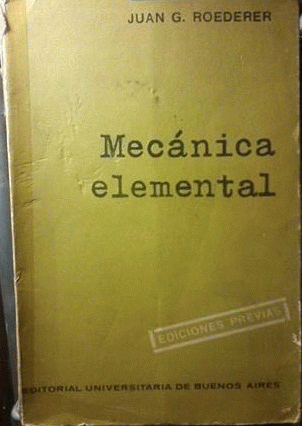 JUAN G. ROEDERER
Mecánica
elemental
EDICIONES PREVIAS
EDITORIAL UNIVERSITARIA DE BUENOS AIRES